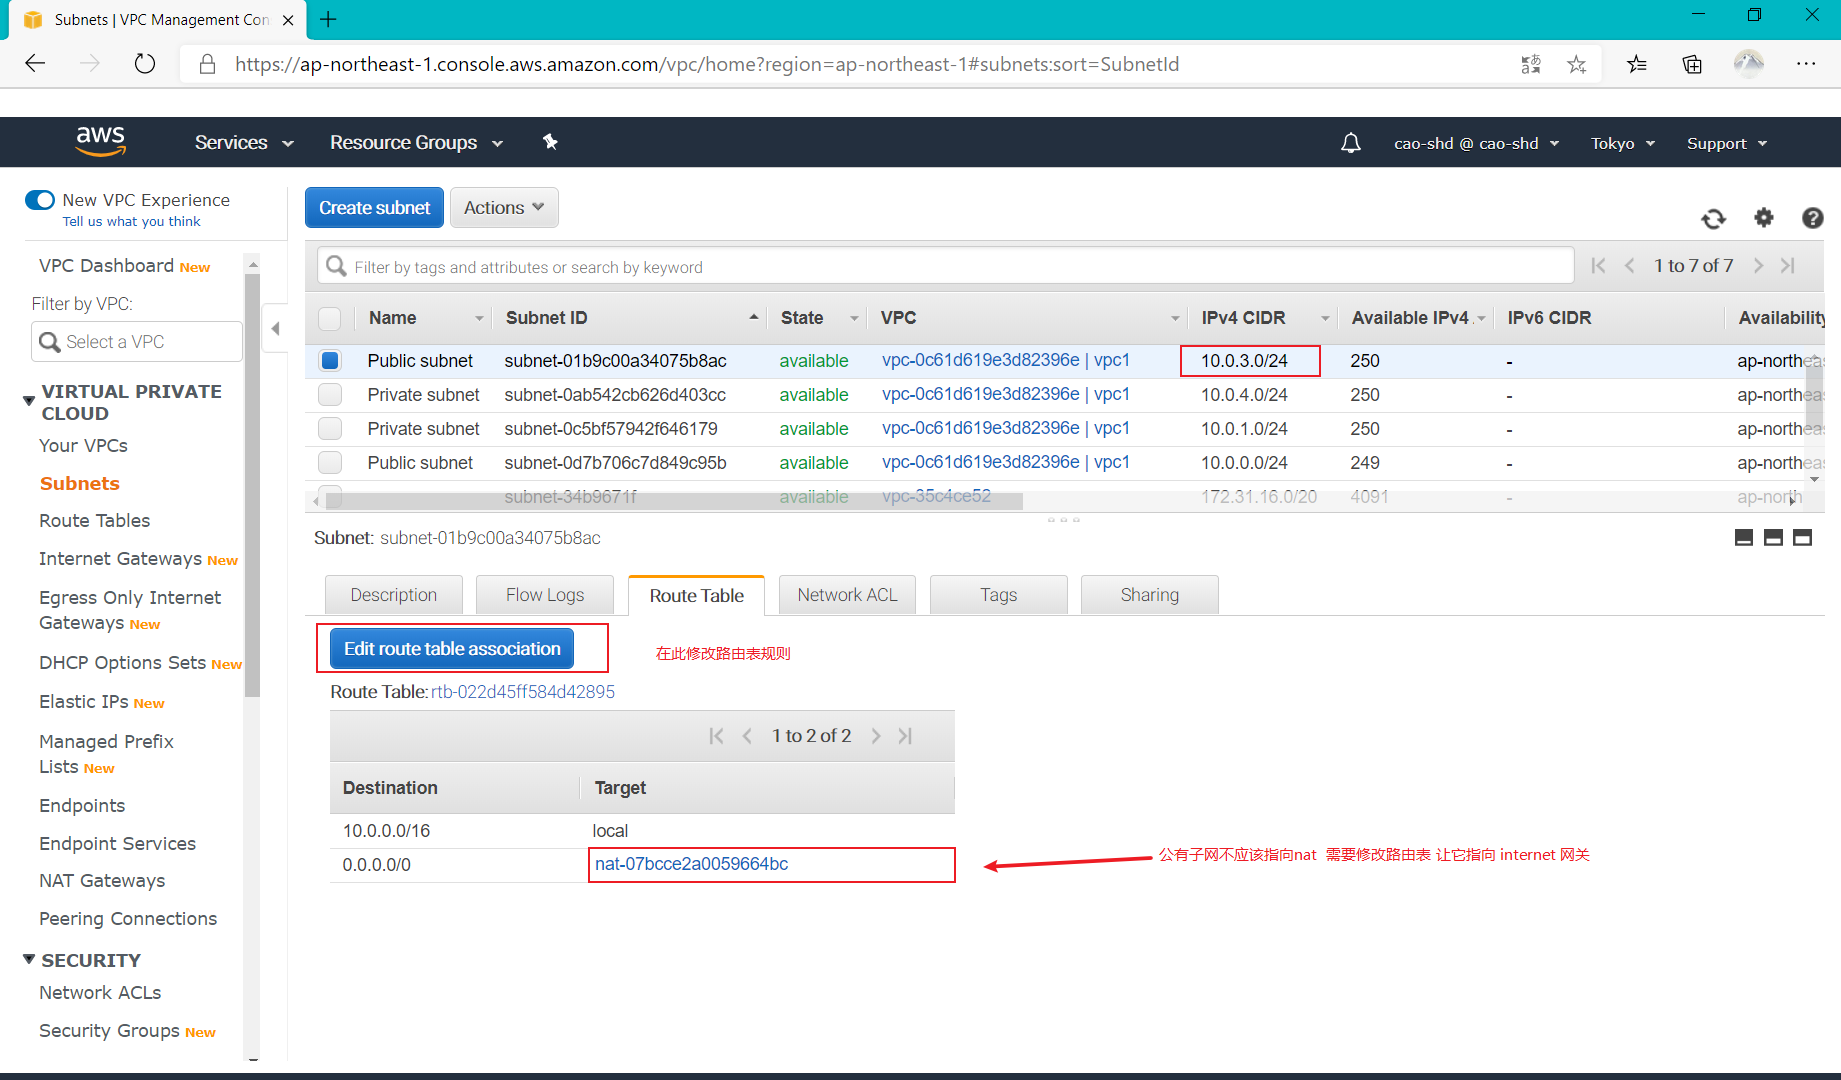 Subnets | VPC Management Con
https://ap-northeast-1.console.aws.amazon.com/vpc/home?region=ap-northeast-1#subnets:sort=SubnetId
aws Services Resource Groups cao-shd @ cao-shd Tokyo Support
New VPC Experience
Tell us what you think
Create subnet Actions
VPC Dashboard New
Filter by VPC:
Select a VPC
VIRTUAL PRIVATE
CLOUD
Your VPCs
Subnets
Route Tables
Internet Gateways New
Egress Only Internet
Gateways New
DHCP Options Sets New
Elastic IPs New
Managed Prefix
Lists New
Endpoints
Endpoint Services
NAT Gateways
Peering Connections
SECURITY
Network ACLs
Security Groups New
Filter by tags and attributes or search by keyword 1 to 7 of 7
Name Subnet ID State VPC IPv4 CIDR Available IPv4 IPv6 CIDR Availability
Public subnet subnet-01b9c00a34075b8ac available vpc-0c61d619e3d82396e | vpc1 10.0.3.0/24 250 - ap-northeas
Private subnet subnet-0ab542cb626d403cc available vpc-0c61d619e3d82396e | vpc1 10.0.4.0/24 250 - ap-northeas
Private subnet subnet-0c5bf57942f646179 available vpc-0c61d619e3d82396e | vpc1 10.0.1.0/24 250 - ap-northeas
Public subnet subnet-0d7b706c7d849c95b available vpc-0c61d619e3d82396e | vpc1 10.0.0.0/24 249 - ap-northeas
subnet-34b9671f available vpc-35c4ce52 172.31.16.0/20 4091 - ap-north
Subnet: subnet-01b9c00a34075b8ac
Description Flow Logs Route Table Network ACL Tags Sharing
Edit route table association 在此修改路由表规则
Route Table: rtb-022d45ff584d42895
1 to 2 of 2
Destination Target
10.0.0.0/16 local
0.0.0.0/0 nat-07bcce2a0059664bc
公有子网不应该指向nat 需要修改路由表 让它指向 internet 网关